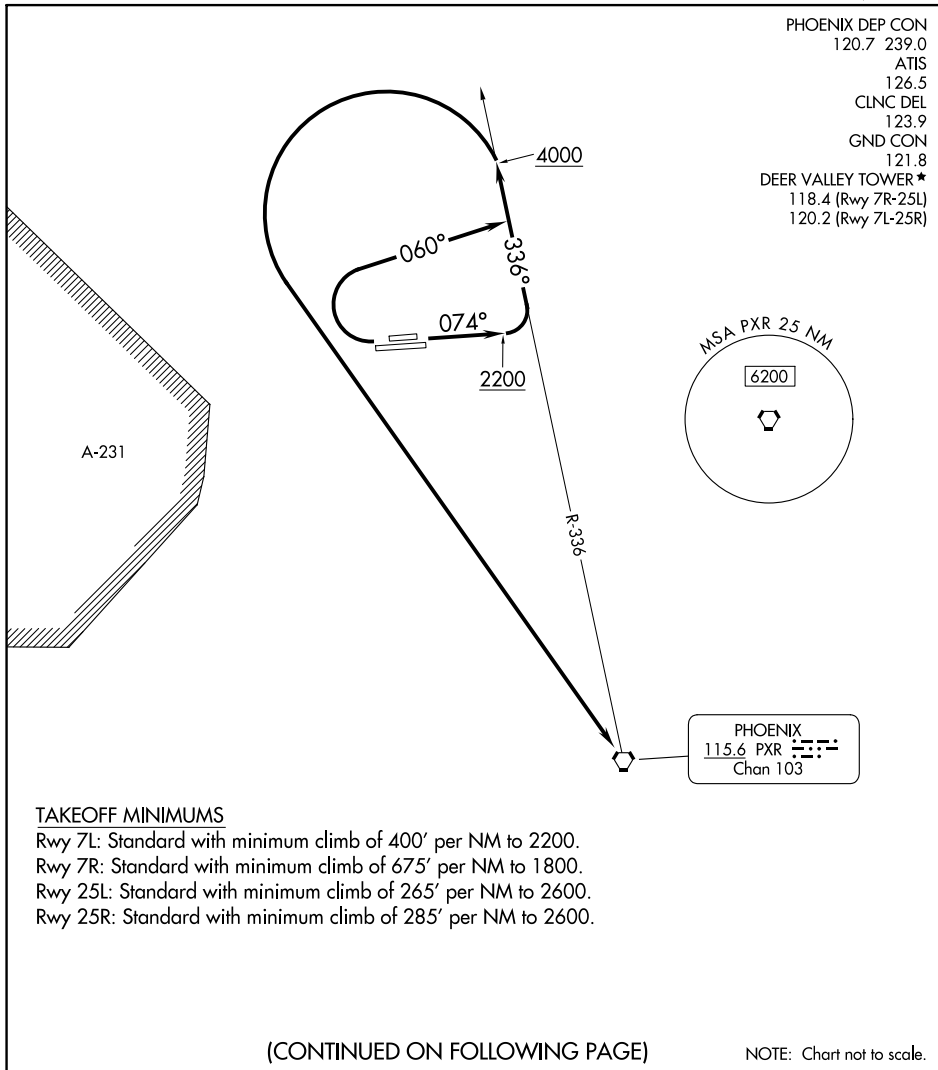 PHOENIX DEP CON
120.7 239.0
ATIS
126.5
CLNC DEL
123.9
GND CON
121.8
DEER VALLEY TOWER★
118.4 (Rwy 7R-25L)
120.2 (Rwy 7L-25R)
4000
060°
336°
074°
2200
MSA PXR 25 NM
6200
A-231
R-336
PHOENIX
115.6 PXR
Chan 103
TAKEOFF MINIMUMS
Rwy 7L: Standard with minimum climb of 400' per NM to 2200.
Rwy 7R: Standard with minimum climb of 675' per NM to 1800.
Rwy 25L: Standard with minimum climb of 265' per NM to 2600.
Rwy 25R: Standard with minimum climb of 285' per NM to 2600.
(CONTINUED ON FOLLOWING PAGE)
NOTE: Chart not to scale.